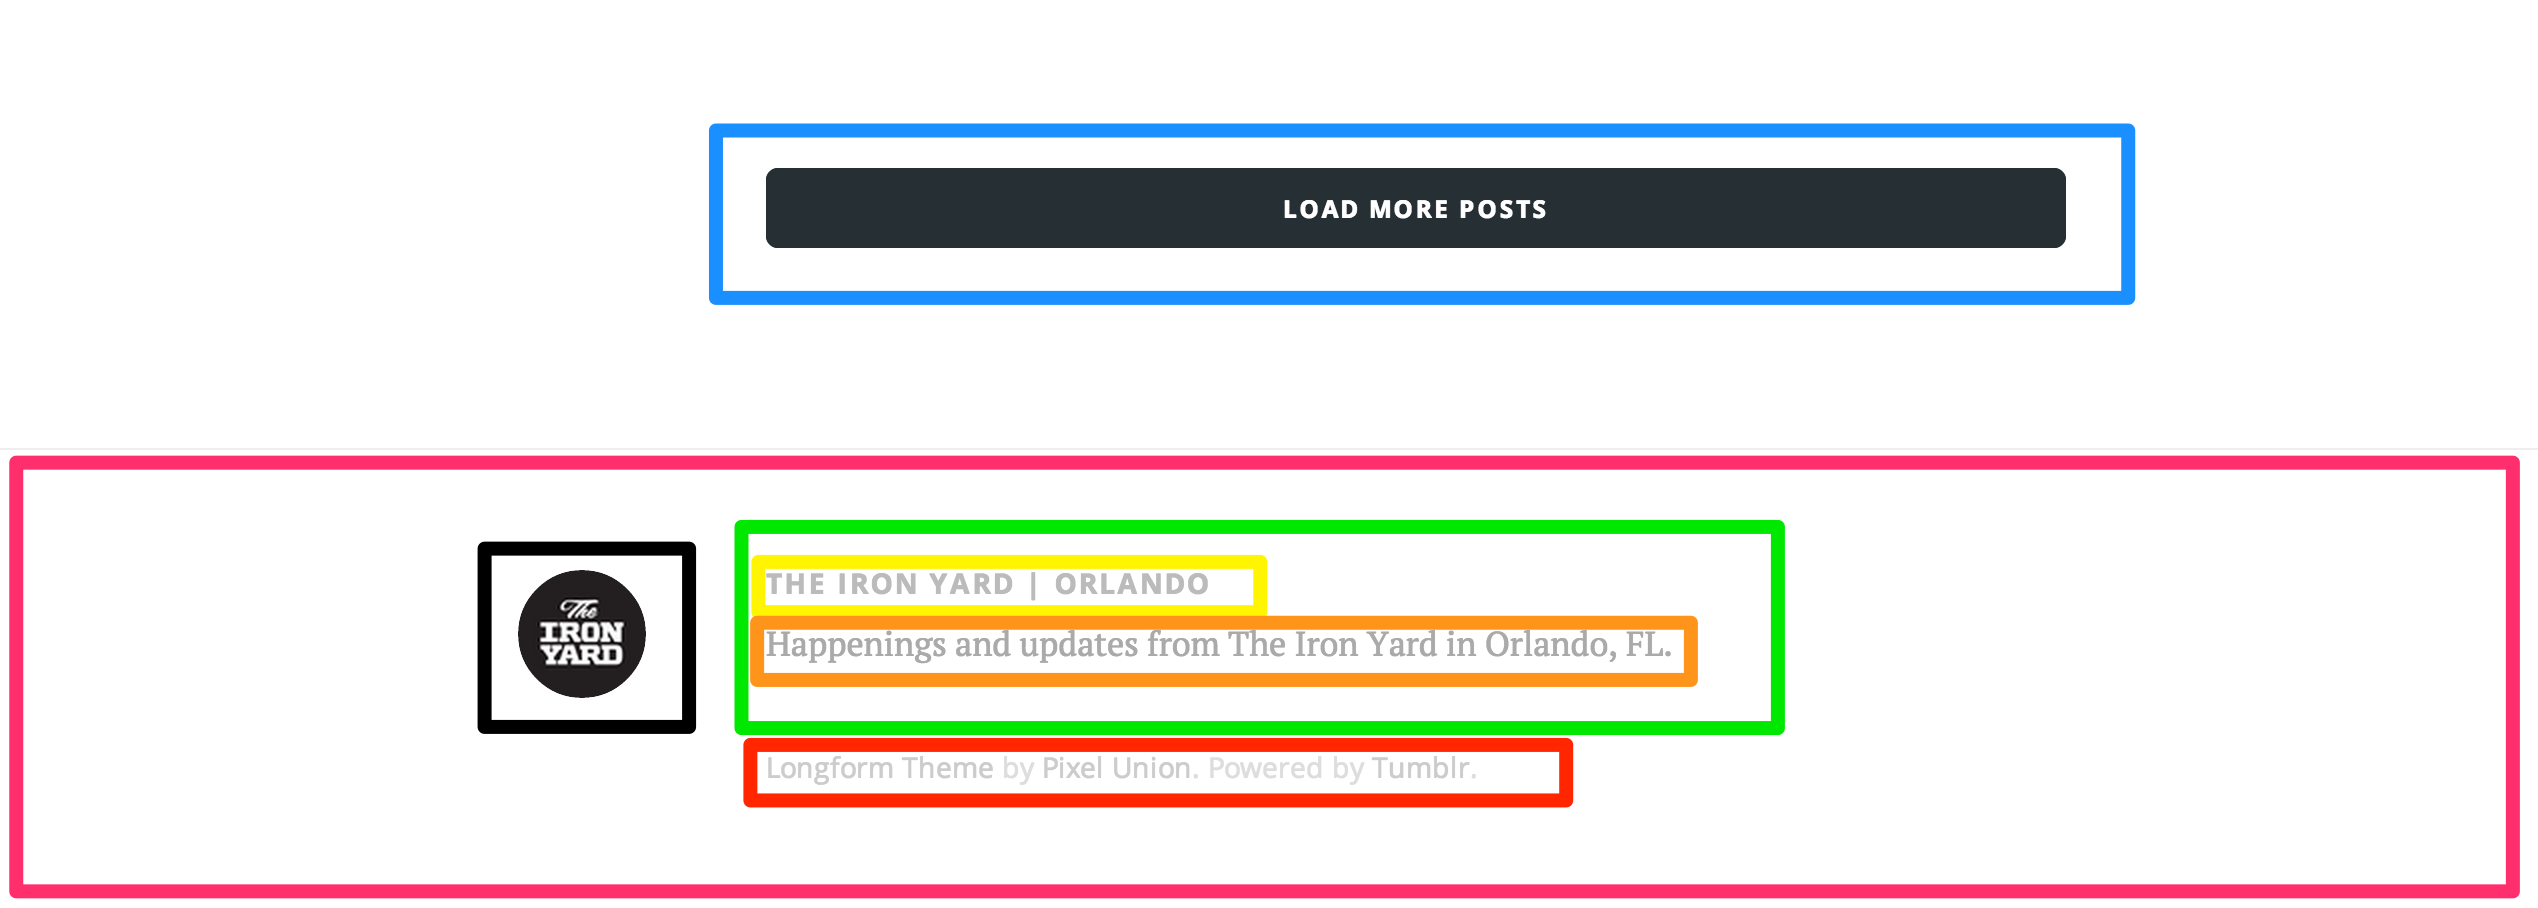 LOAD MORE POSTS
The
IRON
YARD
THE IRON YARD | ORLANDO
Happenings and updates from The Iron Yard in Orlando, FL.
Longform Theme by Pixel Union. Powered by Tumblr.